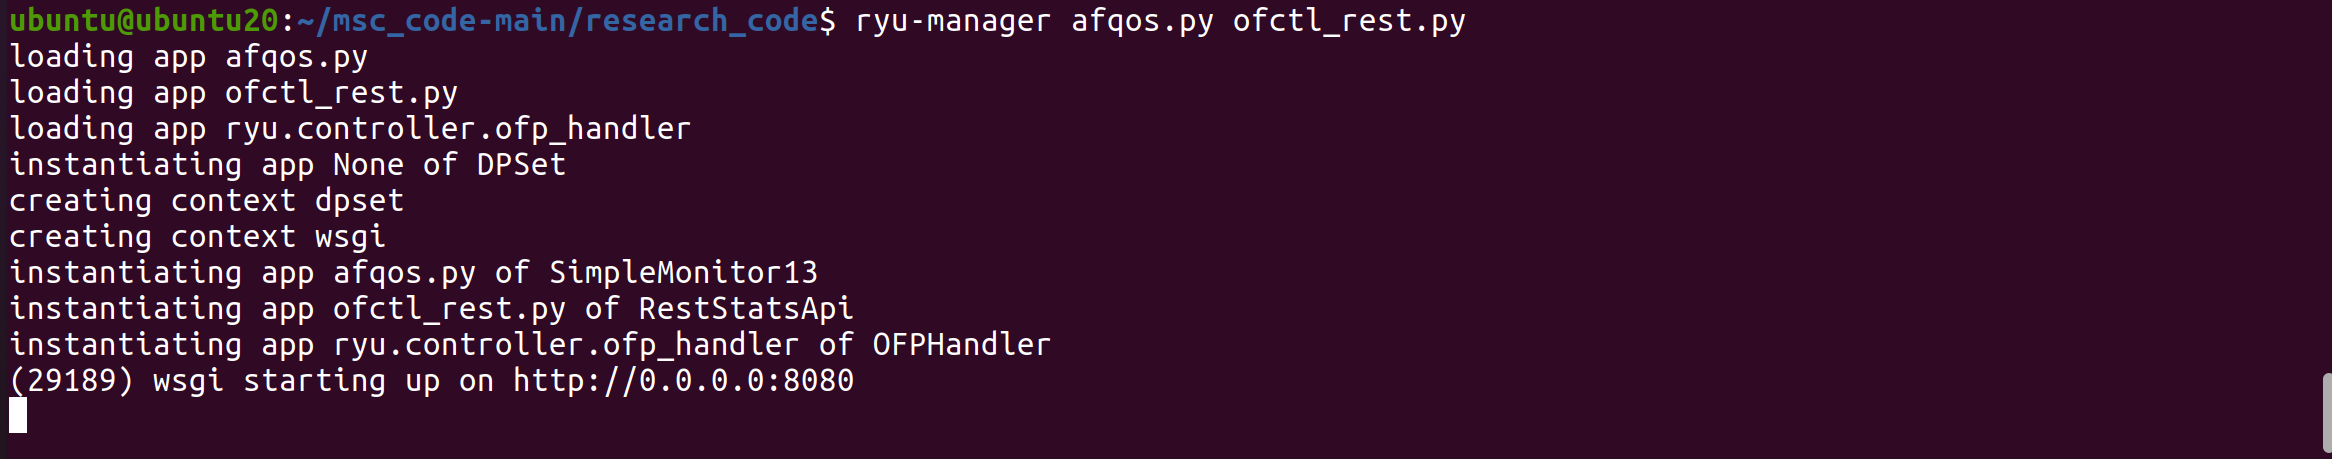 ubuntu@ubuntu20:~/msc_code-main/research_code$ ryu-manager afqos.py ofctl_rest.py
loading app afqos.py
loading app ofctl_rest.py
loading app ryu.controller.ofp_handler
instantiating app None of DPSet
creating context dpset
creating context wsgi
instantiating app afqos.py of SimpleMonitor13
instantiating app ofctl_rest.py of RestStatsApi
instantiating app ryu.controller.ofp_handler of OFPHandler
(29189) wsgi starting up on http://0.0.0.0:8080